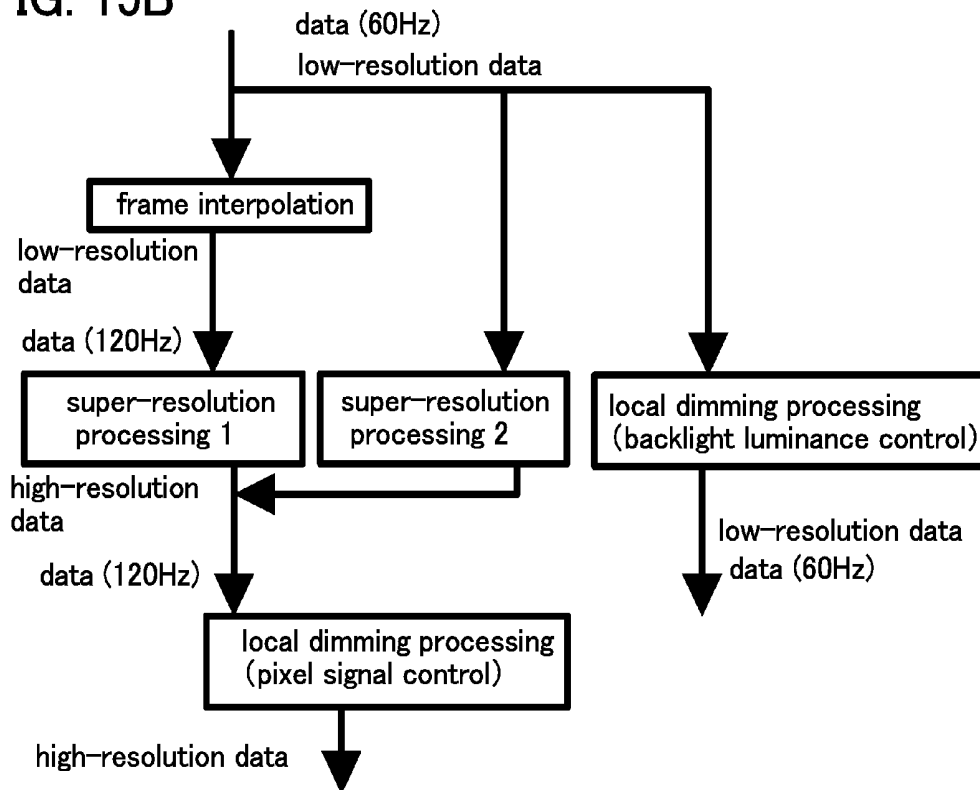 IG. 19B
data (60Hz)
low-resolution data
frame interpolation
low-resolution
data
data (120Hz)
super-resolution
processing 1
super-resolution
processing 2
local dimming processing
(backlight luminance control)
high-resolution
data
low-resolution data
data (60Hz)
data (120Hz)
local dimming processing
(pixel signal control)
high-resolution data